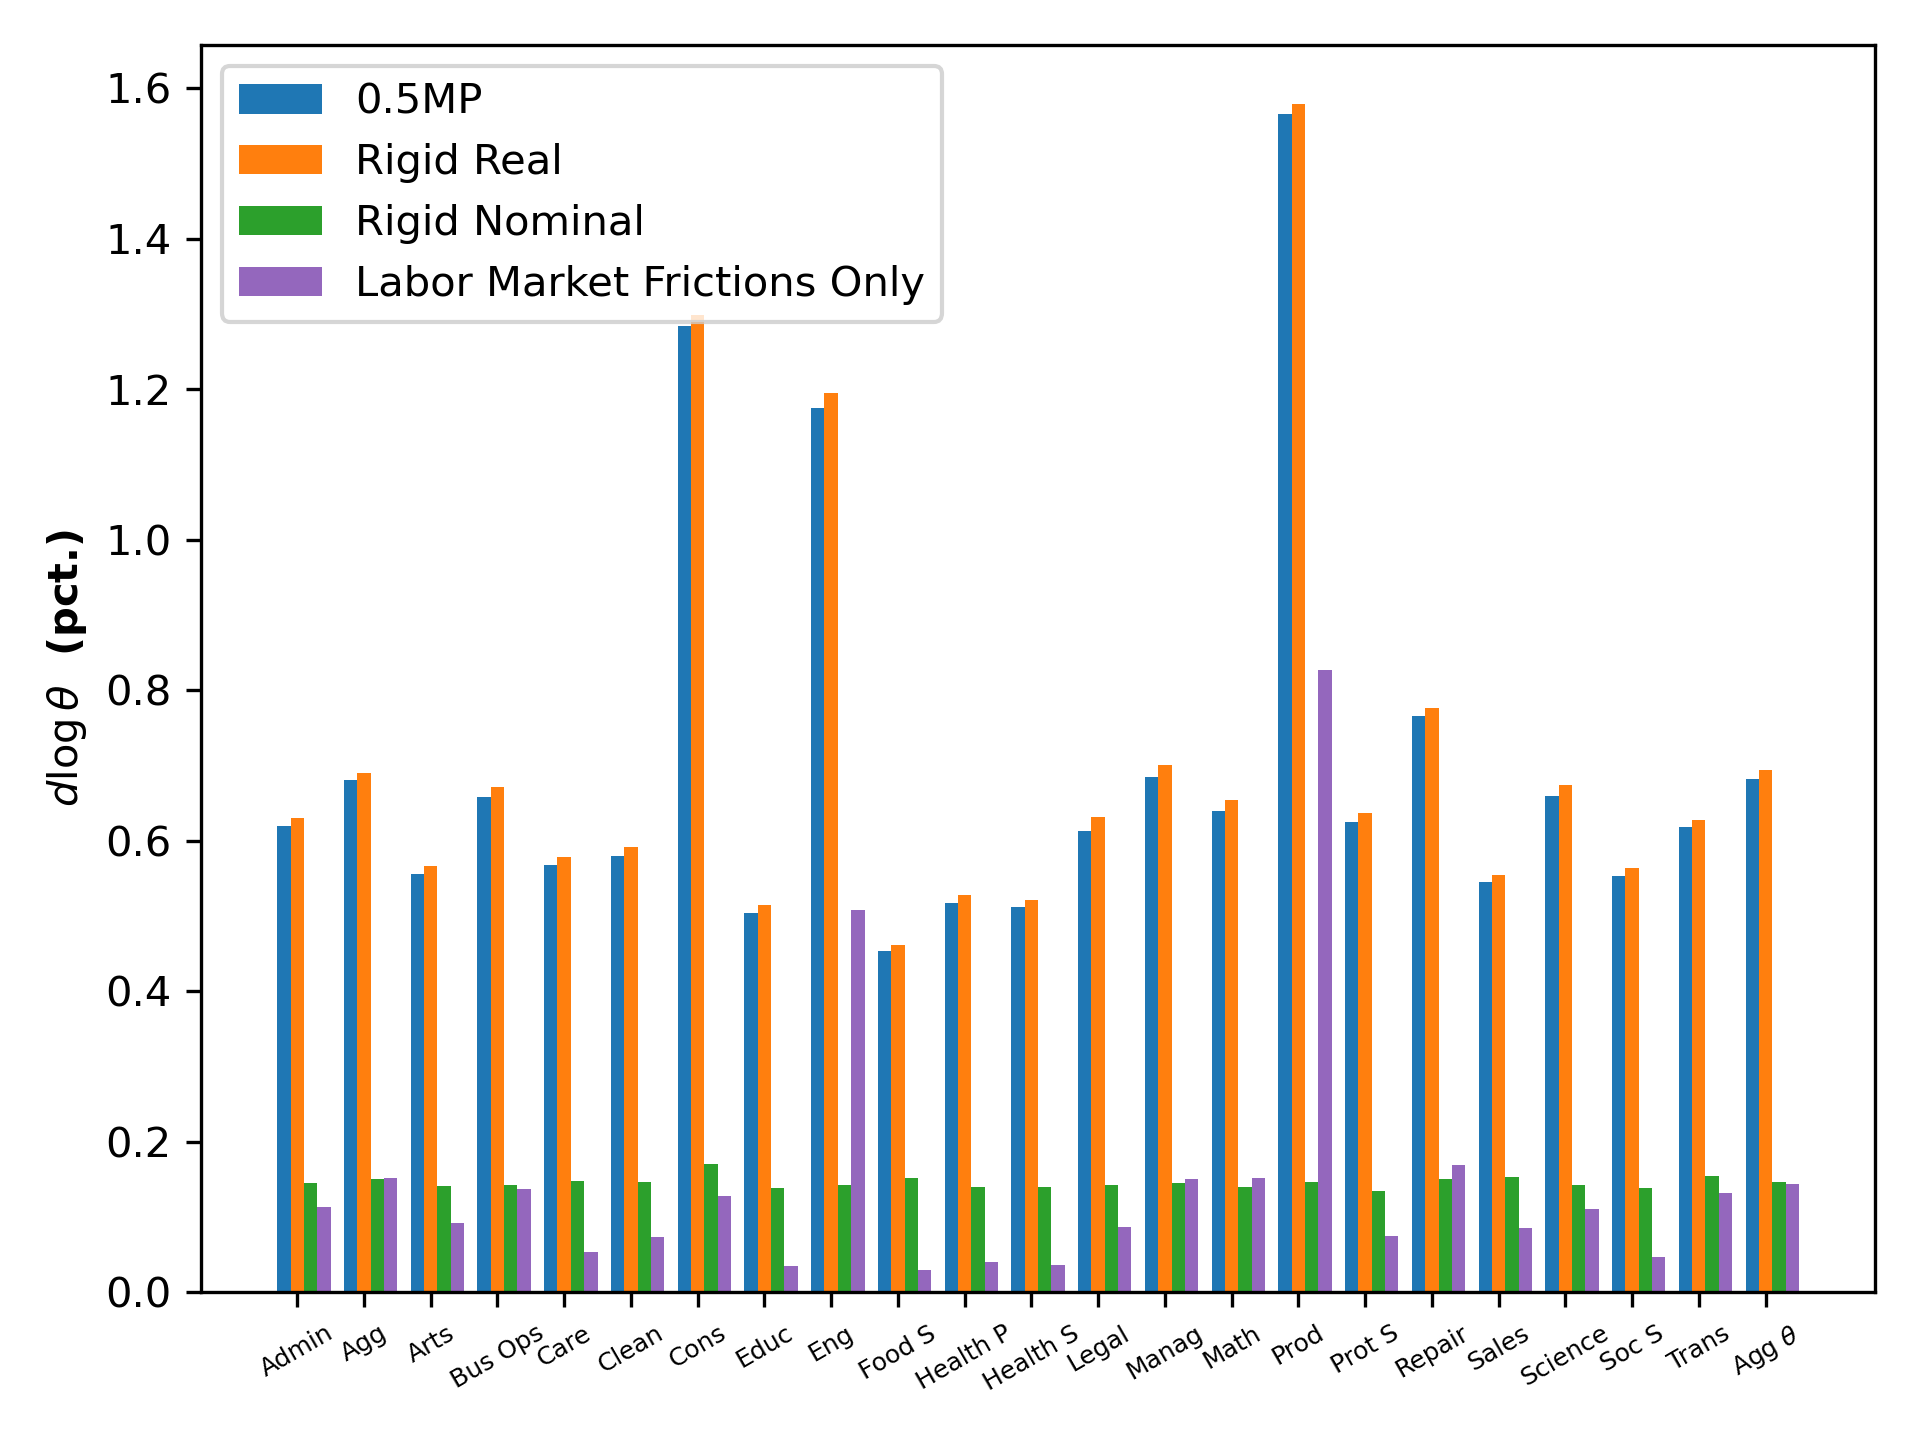 0.5MP
Rigid Real
Rigid Nominal
Labor Market Frictions Only
1.6
1.4
1.2
1.0
0.8
0.6
0.4
0.2
0.0
dlog θ (pct.)
Admin
Agg
Arts
Bus Ops
Care
Clean
Cons
Educ
Eng
Food S
Health P
Health S
Legal
Manag
Math
Prod
Prot S
Repair
Sales
Science
Soc S
Trans
Agg θ